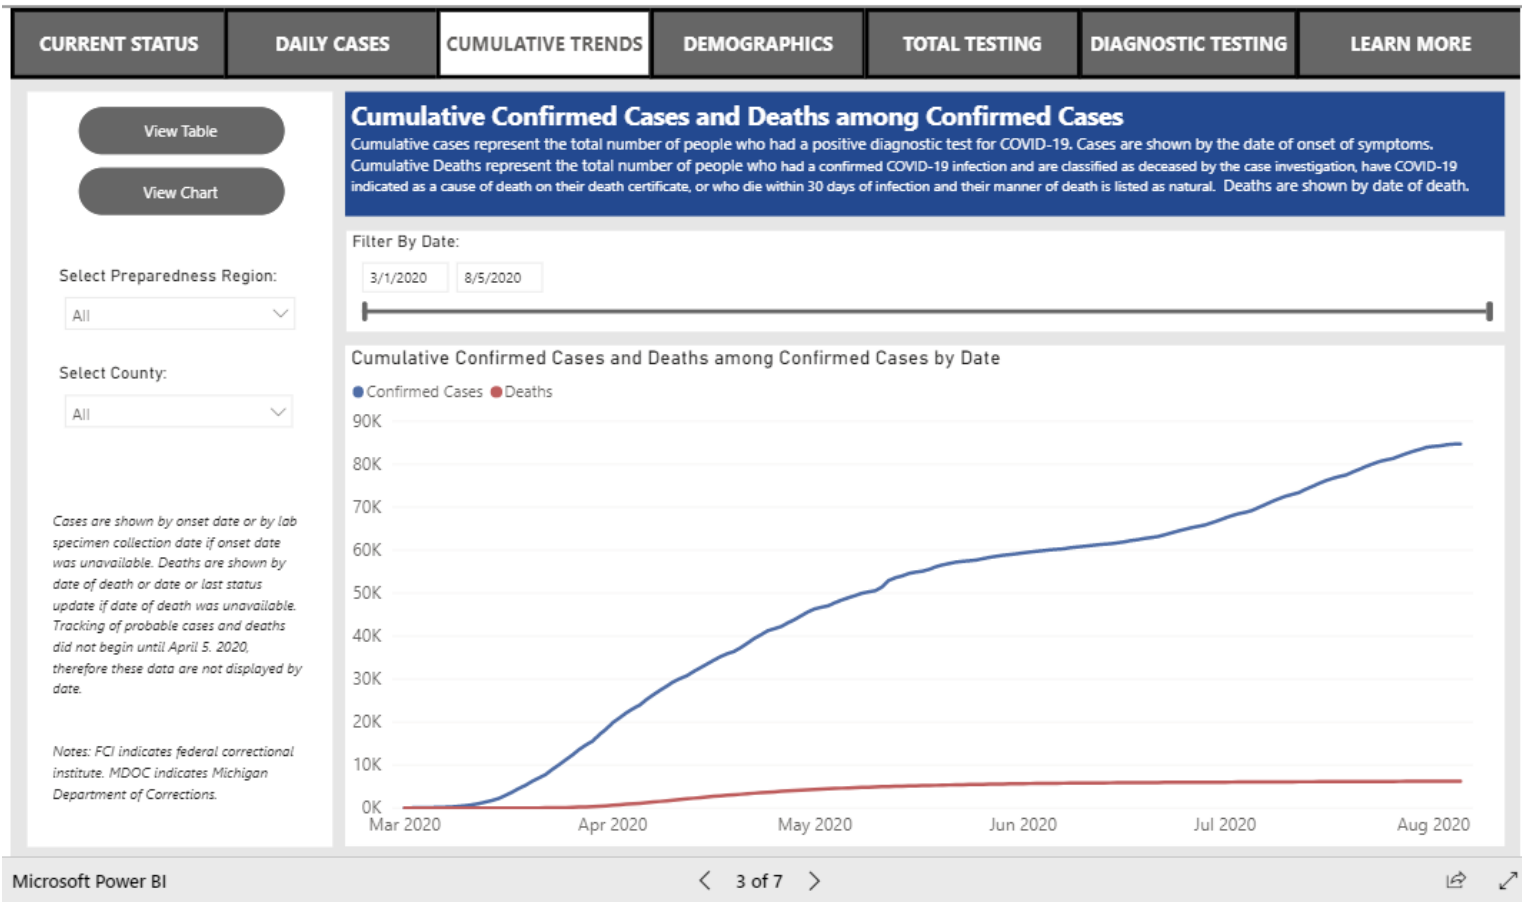 CURRENT STATUS
DAILY CASES
CUMULATIVE TRENDS
DEMOGRAPHICS
TOTAL TESTING
DIAGNOSTIC TESTING
LEARN MORE
View Table
View Chart
Select Preparedness Region:
All
Select County:
All
Cases are shown by onset date or by lab
specimen collection date if onset date
was unavailable. Deaths are shown by
date of death or date or last status
update if date of death was unavailable.
Tracking of probable cases and deaths
did not begin until April 5. 2020,
therefore these data are not displayed by
date.
Notes: FCI indicates federal correctional
institute. MDOC indicates Michigan
Department of Corrections.
Cumulative Confirmed Cases and Deaths among Confirmed Cases
Cumulative cases represent the total number of people who had a positive diagnostic test for COVID-19. Cases are shown by the date of onset of symptoms.
Cumulative Deaths represent the total number of people who had a confirmed COVID-19 infection and are classified as deceased by the case investigation, have COVID-19
indicated as a cause of death on their death certificate, or who die within 30 days of infection and their manner of death is listed as natural. Deaths are shown by date of death.
Filter By Date:
3/1/2020
8/5/2020
Cumulative Confirmed Cases and Deaths among Confirmed Cases by Date
Confirmed Cases
Deaths
90K
80K
70K
60K
50K
40K
30K
20K
10K
0K
Mar 2020
Apr 2020
May 2020
Jun 2020
Jul 2020
Aug 2020
Microsoft Power BI
3 of 7